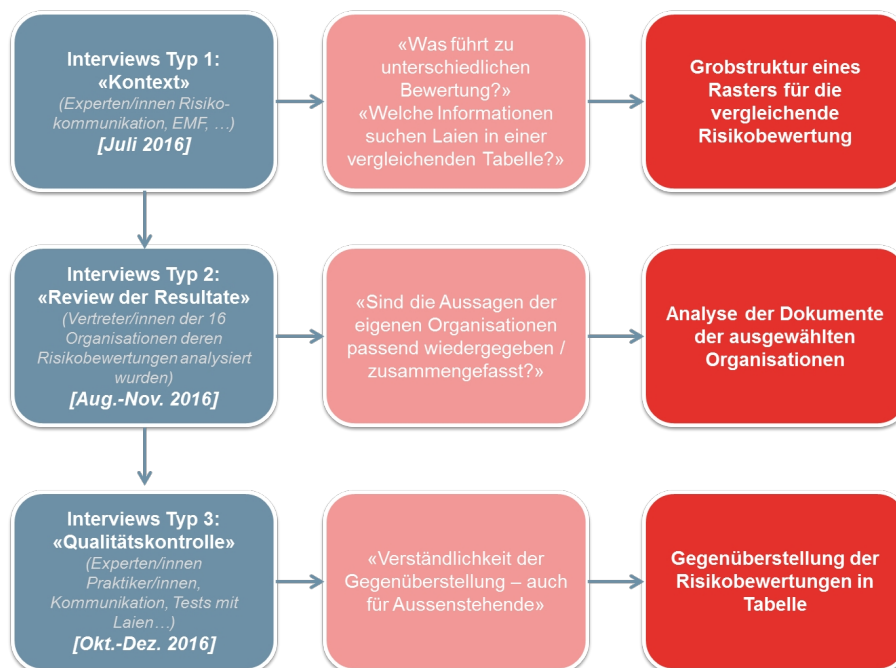 Interviews Typ 1:
«Kontext»
(Experten/innen Risiko-
kommunikation, EMF, …)
[Juli 2016]
«Was führt zu
unterschiedlichen
Bewertung?»
«Welche Informationen
suchen Laien in einer
vergleichenden Tabelle?»
Grobstruktur eines
Rasters für die
vergleichende
Risikobewertung
Interviews Typ 2:
«Review der Resultate»
(Vertreter/innen der 16
Organisationen deren
Risikobewertungen analysiert
wurden)
[Aug.-Nov. 2016]
«Sind die Aussagen der
eigenen Organisationen
passend wiedergegeben /
zusammengefasst?»
Analyse der Dokumente
der ausgewählten
Organisationen
Interviews Typ 3:
«Qualitätskontrolle»
(Experten/innen
Praktiker/innen,
Kommunikation, Tests mit
Laien…)
[Okt.-Dez. 2016]
«Verständlichkeit der
Gegenüberstellung – auch
für Aussenstehende»
Gegenüberstellung der
Risikobewertungen in
Tabelle